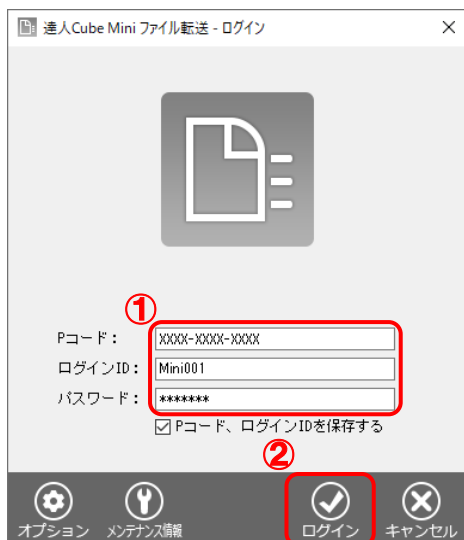 達人Cube Mini ファイル転送 - ログイン
①
Pコード： XXXX-XXXX-XXXX
ログインID： Mini001
パスワード： *******
Pコード、ログインIDを保存する
②
オプション メンテナンス情報 ログイン キャンセル